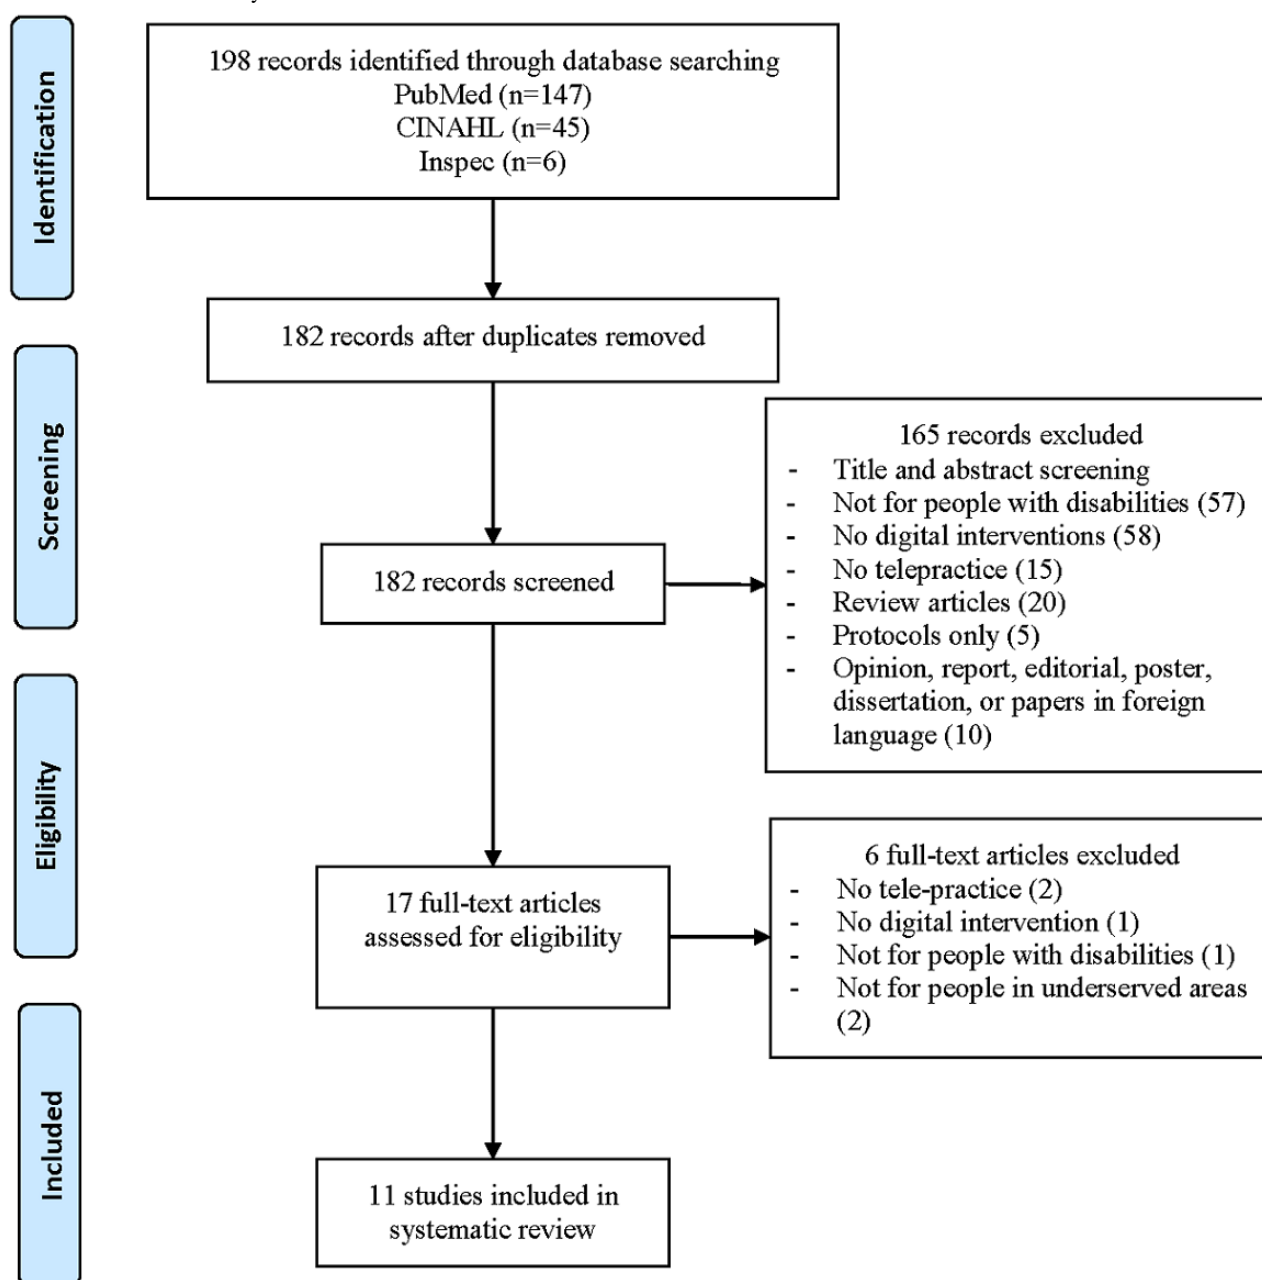 Identification
198 records identified through database searching
PubMed (n=147)
CINAHL (n=45)
Inspec (n=6)
182 records after duplicates removed
Screening
165 records excluded
- Title and abstract screening
- Not for people with disabilities (57)
- No digital interventions (58)
- No telepractice (15)
- Review articles (20)
- Protocols only (5)
- Opinion, report, editorial, poster,
dissertation, or papers in foreign
language (10)
182 records screened
Eligibility
17 full-text articles
assessed for eligibility
6 full-text articles excluded
- No tele-practice (2)
- No digital intervention (1)
- Not for people with disabilities (1)
- Not for people in underserved areas
(2)
Included
11 studies included in
systematic review